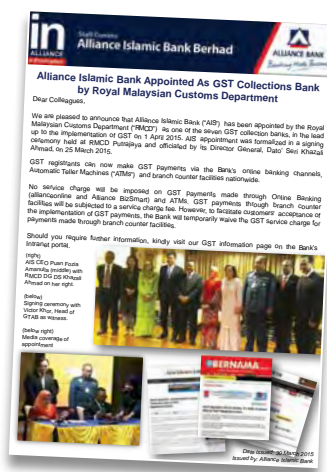 in
ALLIANCE
Staff Comms
Alliance Islamic Bank Berhad
ALLIANCE BANK
Banking Made Personal
Alliance Islamic Bank Appointed As GST Collections Bank
by Royal Malaysian Customs Department
Dear Colleagues,
We are pleased to announce that Alliance Islamic Bank ("AIS") has been appointed by the Royal
Malaysian Customs Department ("RMCD") as one of the seven GST collection banks, in the lead
up to the implementation of GST on 1 April 2015. AIS appointment was formalized in a signing
ceremony held at RMCD Putrajaya and officiated by its Director General, Dato' Seri Khazali
Ahmad, on 25 March 2015.
GST registrants can now make GST Payments via the Bank's online banking channels,
Automatic Teller Machines ("ATMs") and branch counter facilities nationwide.
No service charge will be imposed on GST payments made through Online Banking
(allianceonline and Alliance BizSmart) and ATMs. GST payments through branch counter
facilities will be subjected to a service charge fee. However, to facilitate customers' acceptance of
the implementation of GST payments, the Bank will temporarily waive the GST service charge for
payments made through branch counter facilities.
Should you require further information, kindly visit our GST information page on the Bank's
Intranet portal.
(right)
AIS CEO Puan Fozia
Amanulla (middle) with
RMCD DG DS Khazali
Ahmad on her right.
(below)
Signing ceremony with
Victor Khor, Head of
GTAB as witness.
(below right)
Media coverage of
appointment
BERNAMA
Date issued: 30 March 2015
Issued by: Alliance Islamic Bank